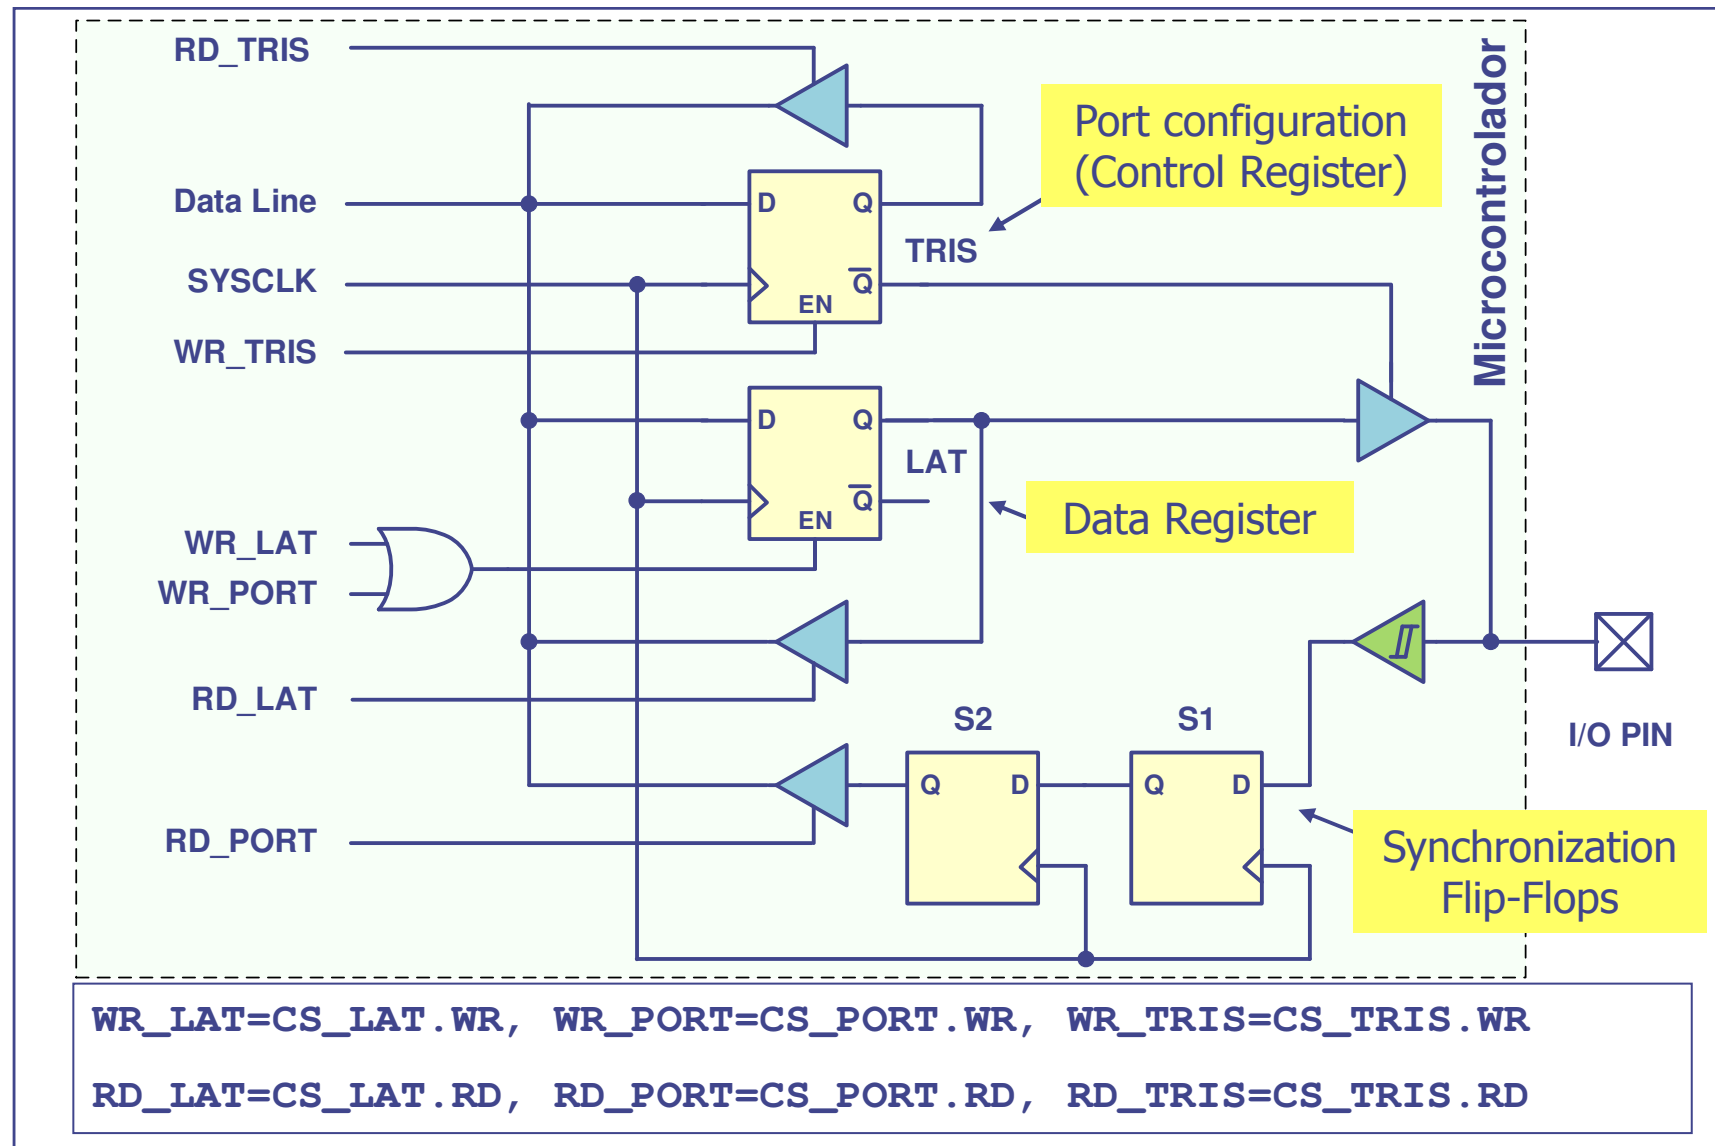 RD_TRIS
Port configuration
(Control Register)
Microcontrolador
Data Line
D
Q
TRIS
SYSCLK
Q
EN
WR_TRIS
D
Q
LAT
Q
EN
Data Register
WR_LAT
WR_PORT
RD_LAT
S2
S1
I/O PIN
Q
D
Q
D
RD_PORT
Synchronization
Flip-Flops
WR_LAT=CS_LAT.WR, WR_PORT=CS_PORT.WR, WR_TRIS=CS_TRIS.WR
RD_LAT=CS_LAT.RD, RD_PORT=CS_PORT.RD, RD_TRIS=CS_TRIS.RD